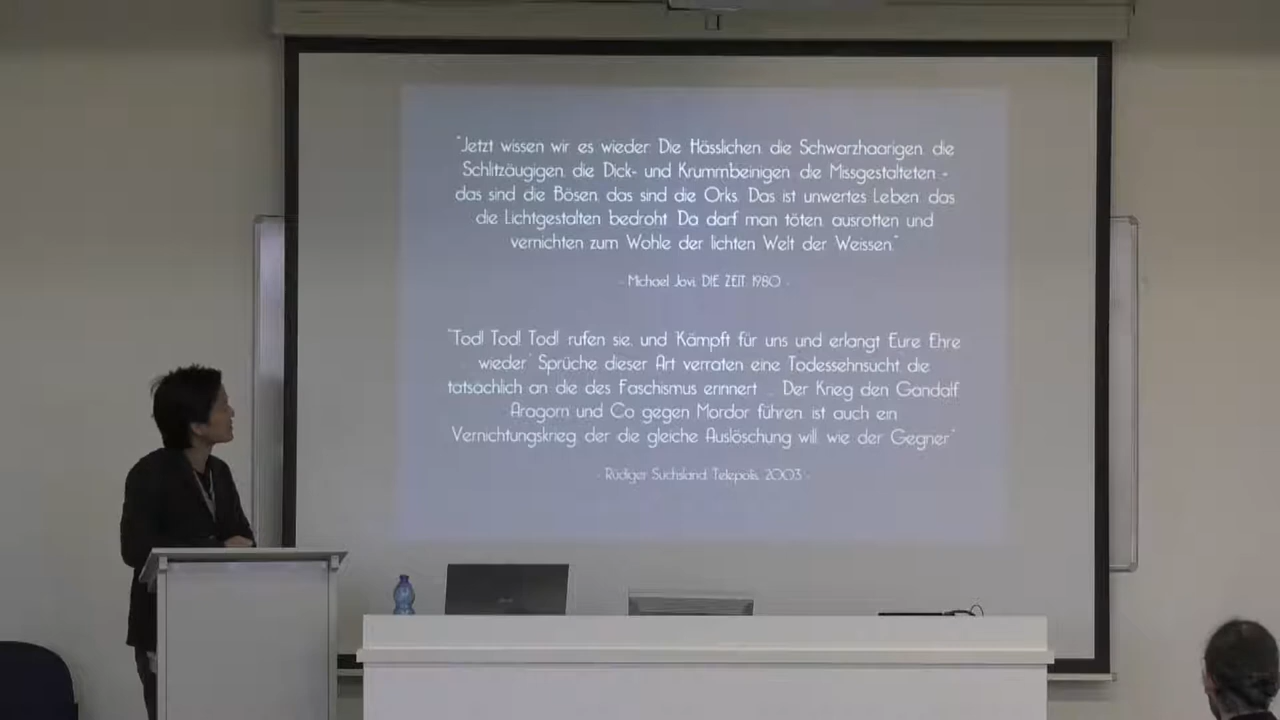 "Jetzt wissen wir es wieder: Die Hässlichen, die Schwarzhaarigen, die
Schlitzäugigen, die Dick- und Krummbeinigen, die Missgestalteten -
das sind die Bösen, das sind die Orks. Das ist unwertes Leben, das
die Lichtgestalten bedroht. Da darf man töten, ausrotten und
vernichten zum Wohle der lichten Welt der Weissen."
- Michael Jovi, DIE ZEIT, 1980 -
"Tod! Tod! Tod! rufen sie, und 'Kämpft für uns und erlangt Eure Ehre
wieder' Sprüche dieser Art verraten eine Todessehnsucht, die
tatsächlich an die des Faschismus erinnert ... Der Krieg den Gandalf
Aragorn und Co gegen Mordor führen, ist auch ein
Vernichtungskrieg, der die gleiche Auslöschung will, wie der Gegner"
- Rüdiger Suchsland, Telepolis, 2003 -